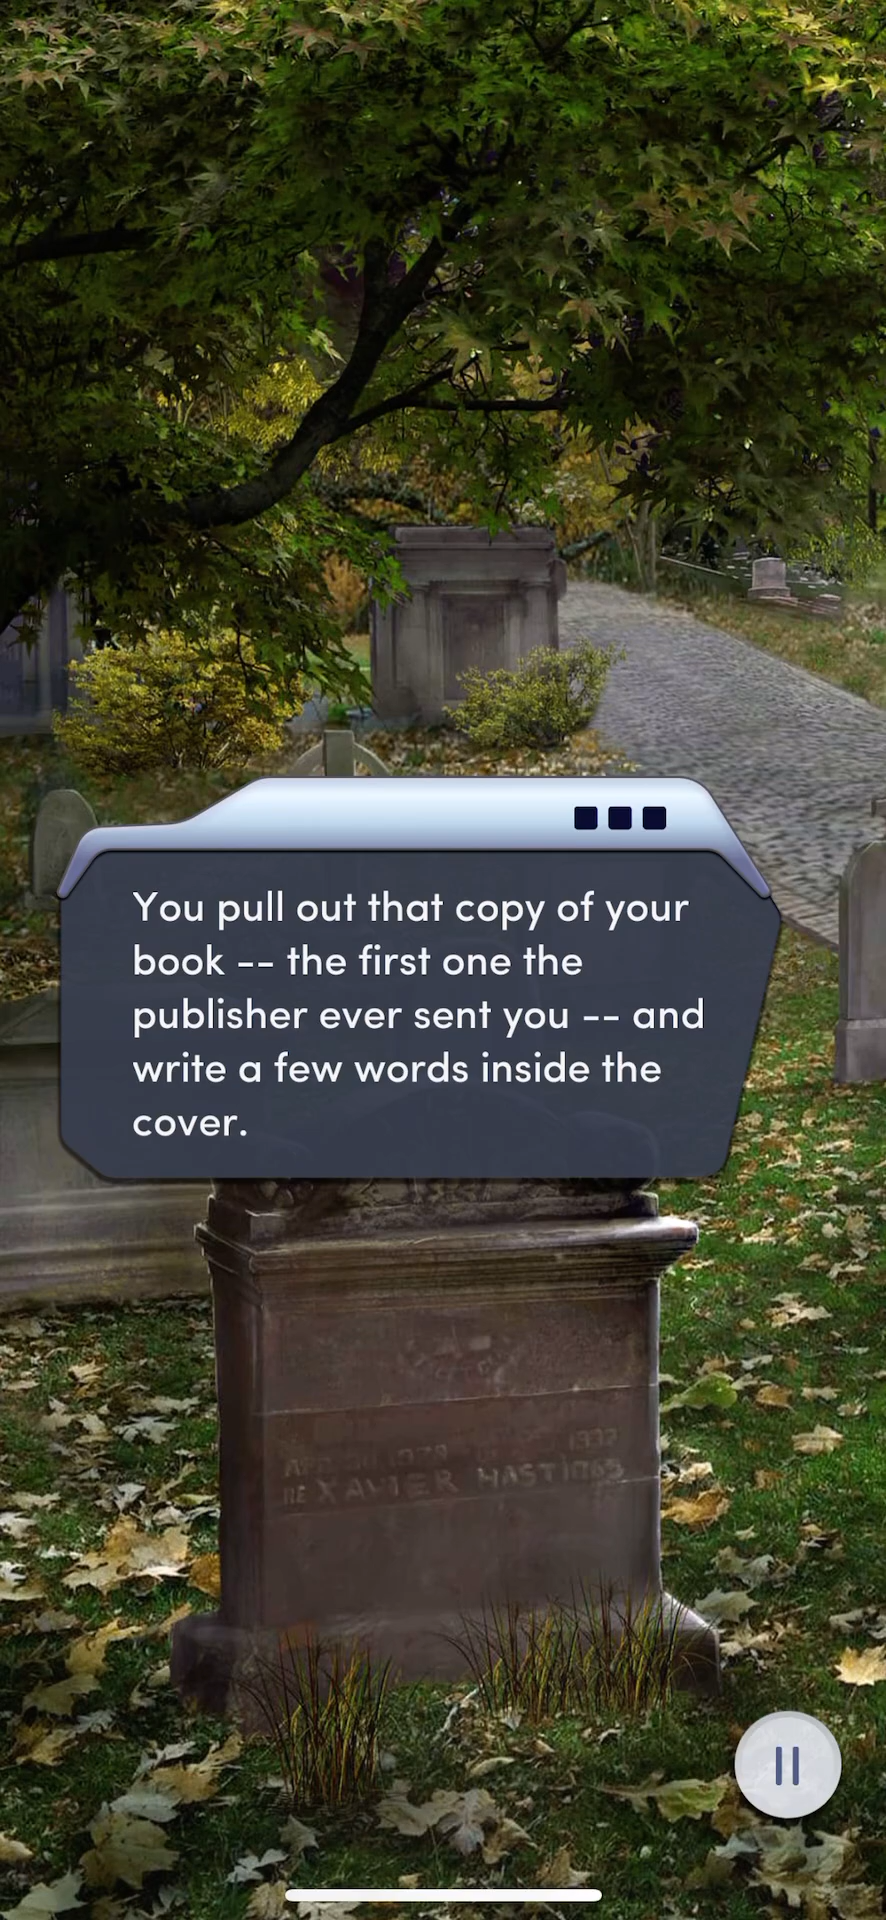 You pull out that copy of your
book -- the first one the
publisher ever sent you -- and
write a few words inside the
cover.
XAVIER HASTINGS